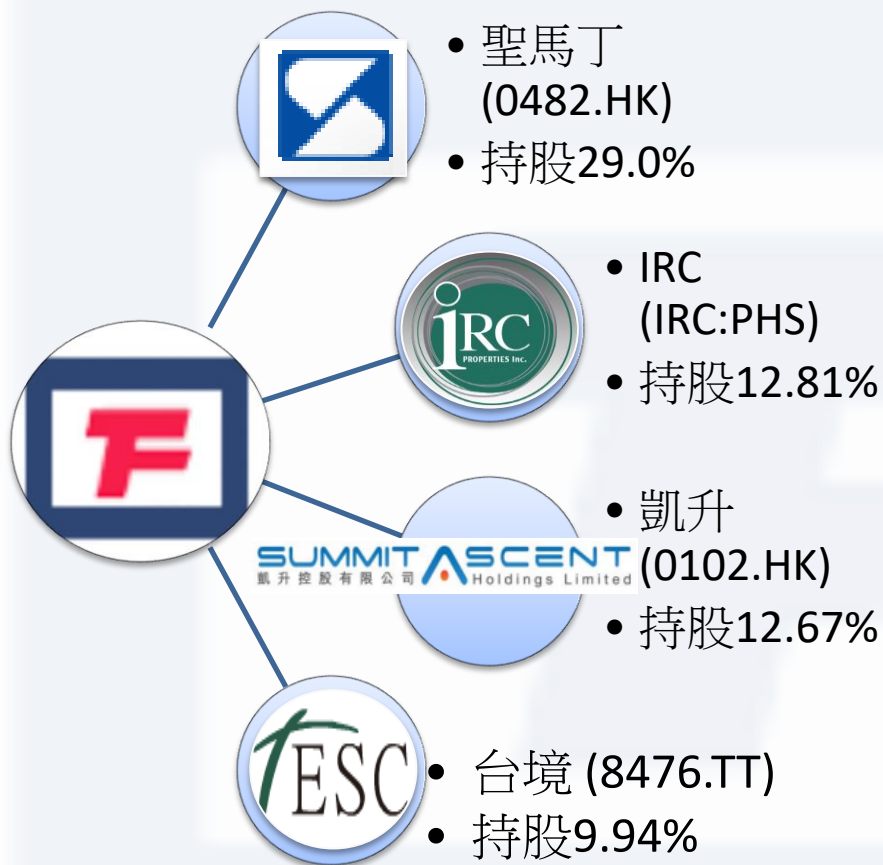 • 聖馬丁
(0482.HK)
• 持股29.0%
iRC
PROPERTIES Inc.
• IRC
(IRC:PHS)
• 持股12.81%
TF
• 凱升
(0102.HK)
• 持股12.67%
SUMMIT ASCENT
凱升控股有限公司 Holdings Limited
TESC
• 台境 (8476.TT)
• 持股9.94%